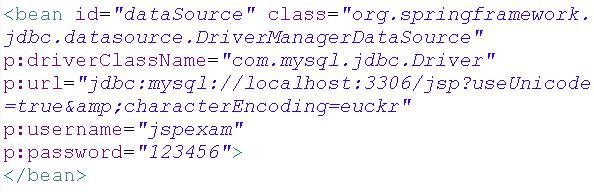 <bean id="dataSource" class="org.springframework.
jdbc.datasource.DriverManagerDataSource"
p:driverClassName="com.mysql.jdbc.Driver"
p:url="jdbc:mysql://localhost:3306/jsp?useUnicode
=true&amp;characterEncoding=euckr"
p:username="jspexam"
p:password="123456">
</bean>